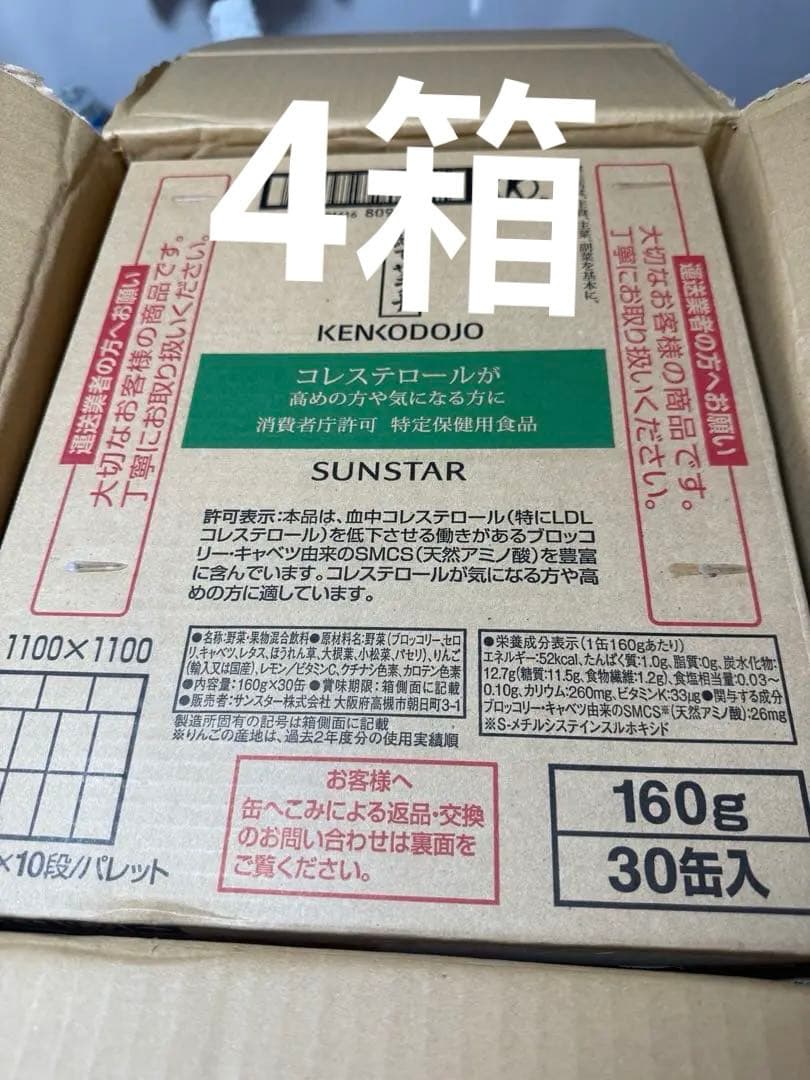 4箱
KENKODOJO
コレステロールが
高めの方や気になる方に
消費者庁許可 特定保健用食品
SUNSTAR
運送業者の方へお願い
大切なお客様の商品です。
丁寧にお取り扱いください。
運送業者の方へお願い
大切なお客様の商品です。
丁寧にお取り扱いください。
許可表示:本品は、血中コレステロール(特にLDL
コレステロール)を低下させる働きがあるブロッコ
リー・キャベツ由来のSMCS(天然アミノ酸)を豊富
に含んでいます。コレステロールが気になる方や高
めの方に適しています。
1100×1100
×10段/パレット
●名称:野菜・果物混合飲料●原材料名:野菜(ブロッコリー、セロ
リ、キャベツ、レタス、ほうれん草、大根葉、小松菜、パセリ)、りんご
(輸入又は国産)、レモン/ビタミンC、クチナシ色素、カロテン色素
●内容量:160g×30缶●賞味期限:箱側面に記載
●販売者:サンスター株式会社 大阪府高槻市朝日町3-1
製造所固有の記号は箱側面に記載
※りんごの産地は、過去2年度分の使用実績順
●栄養成分表示(1缶160gあたり)
エネルギー:52kcal、たんぱく質:1.0g、脂質:0g、炭水化物:
12.7g(糖質:11.5g、食物繊維:1.2g)、食塩相当量:0.03~
0.10g、カリウム:260mg、ビタミンK:33μg●関与する成分
ブロッコリー・キャベツ由来のSMCS※(天然アミノ酸):26mg
※S-メチルシステインスルホキシド
お客様へ
缶へこみによる返品・交換
のお問い合わせは裏面を
ご覧ください。
160g
30缶入